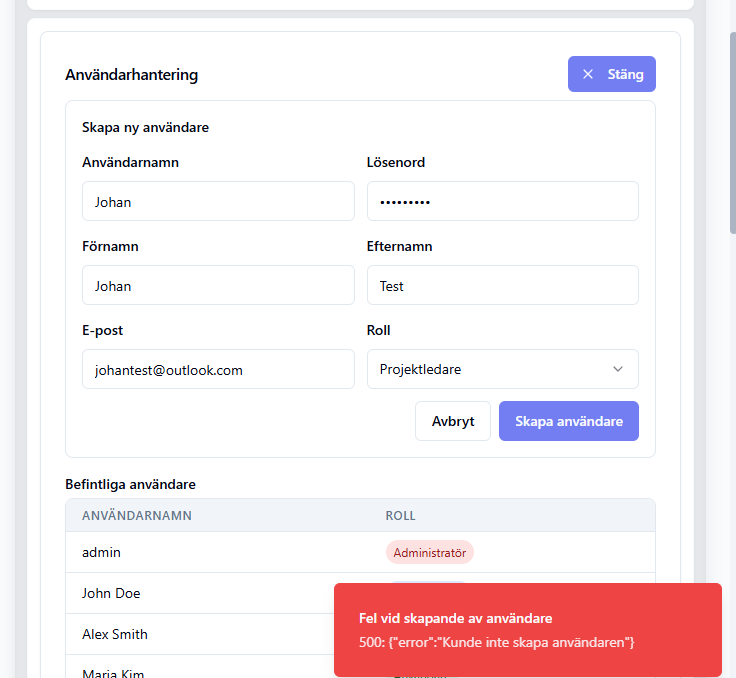 Användarhantering
Stäng
Skapa ny användare
Användarnamn Lösenord
Johan •••••••••
Förnamn Efternamn
Johan Test
E-post Roll
johantest@outlook.com Projektledare
Avbryt Skapa användare
Befintliga användare
ANVÄNDARNAMN ROLL
admin Administratör
John Doe
Alex Smith
Maria Kim
Fel vid skapande av användare
500: {"error":"Kunde inte skapa användaren"}